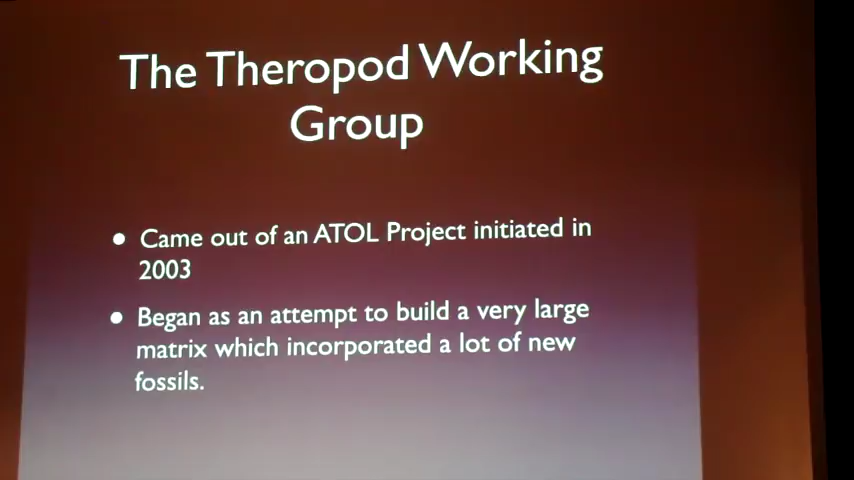 The Theropod Working
Group
• Came out of an ATOL Project initiated in
2003
• Began as an attempt to build a very large
matrix which incorporated a lot of new
fossils.